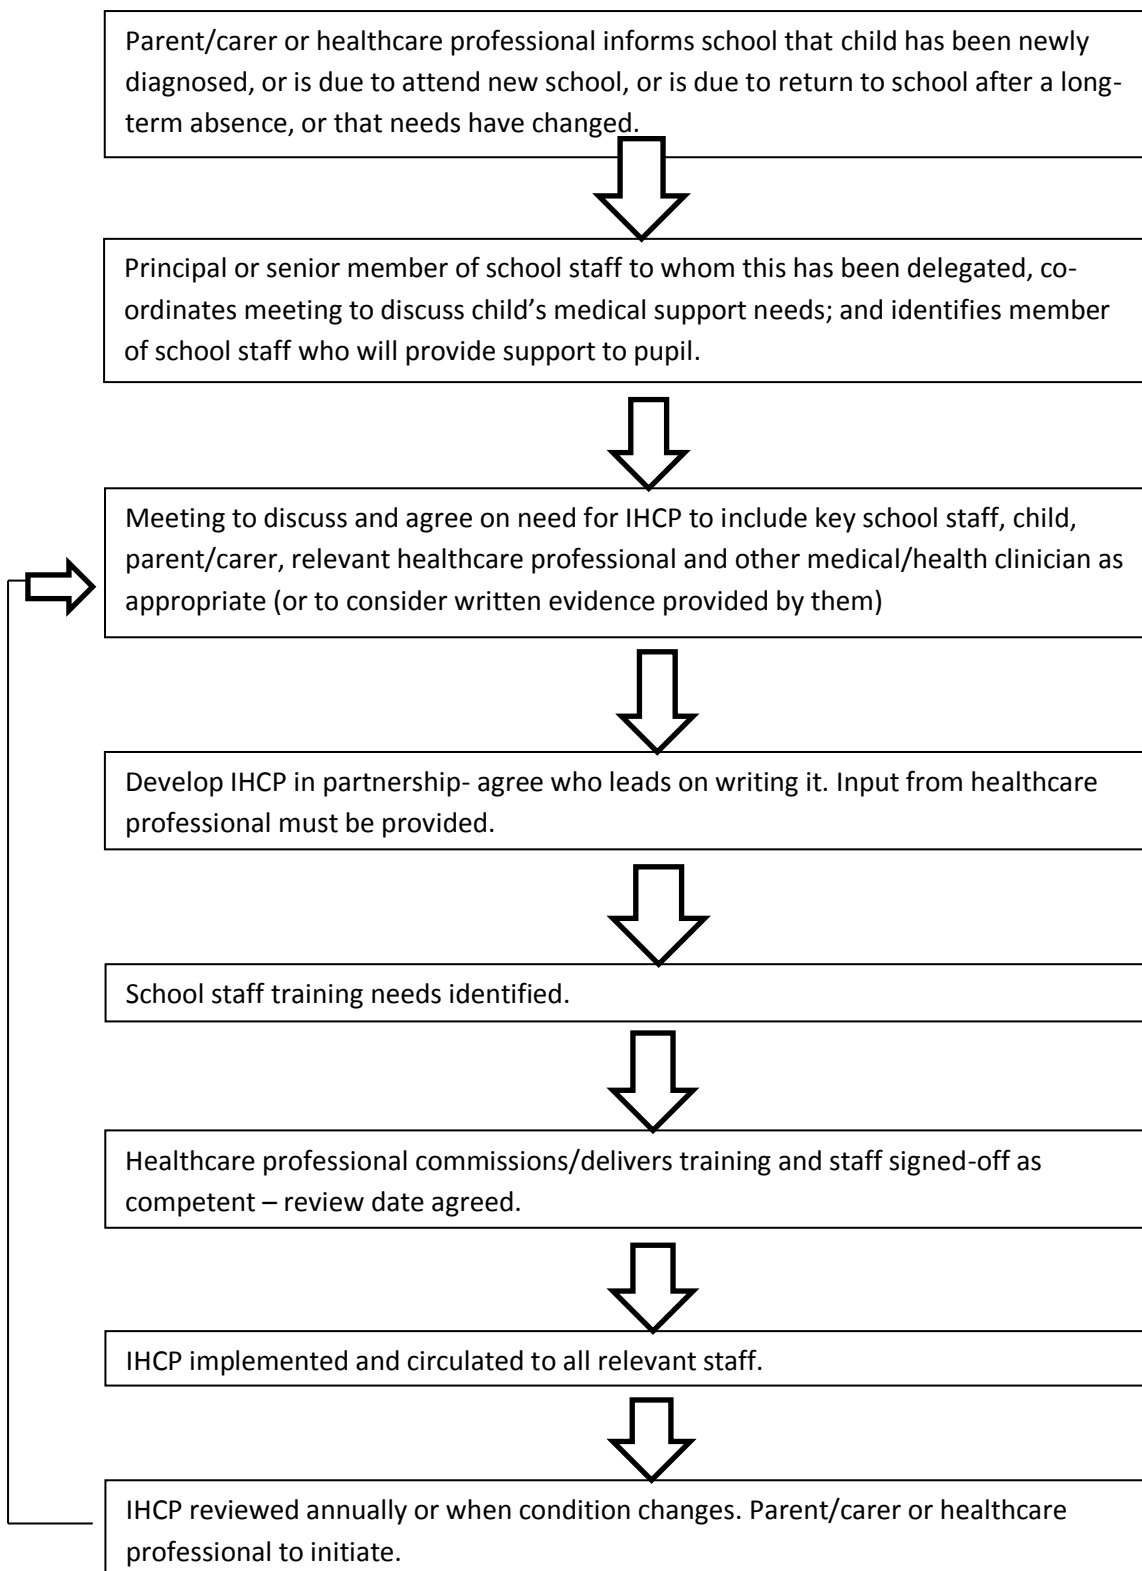 Parent/carer or healthcare professional informs school that child has been newly
diagnosed, or is due to attend new school, or is due to return to school after a long-
term absence, or that needs have changed.
Principal or senior member of school staff to whom this has been delegated, co-
ordinates meeting to discuss child’s medical support needs; and identifies member
of school staff who will provide support to pupil.
Meeting to discuss and agree on need for IHCP to include key school staff, child,
parent/carer, relevant healthcare professional and other medical/health clinician as
appropriate (or to consider written evidence provided by them)
Develop IHCP in partnership- agree who leads on writing it. Input from healthcare
professional must be provided.
School staff training needs identified.
Healthcare professional commissions/delivers training and staff signed-off as
competent – review date agreed.
IHCP implemented and circulated to all relevant staff.
IHCP reviewed annually or when condition changes. Parent/carer or healthcare
professional to initiate.